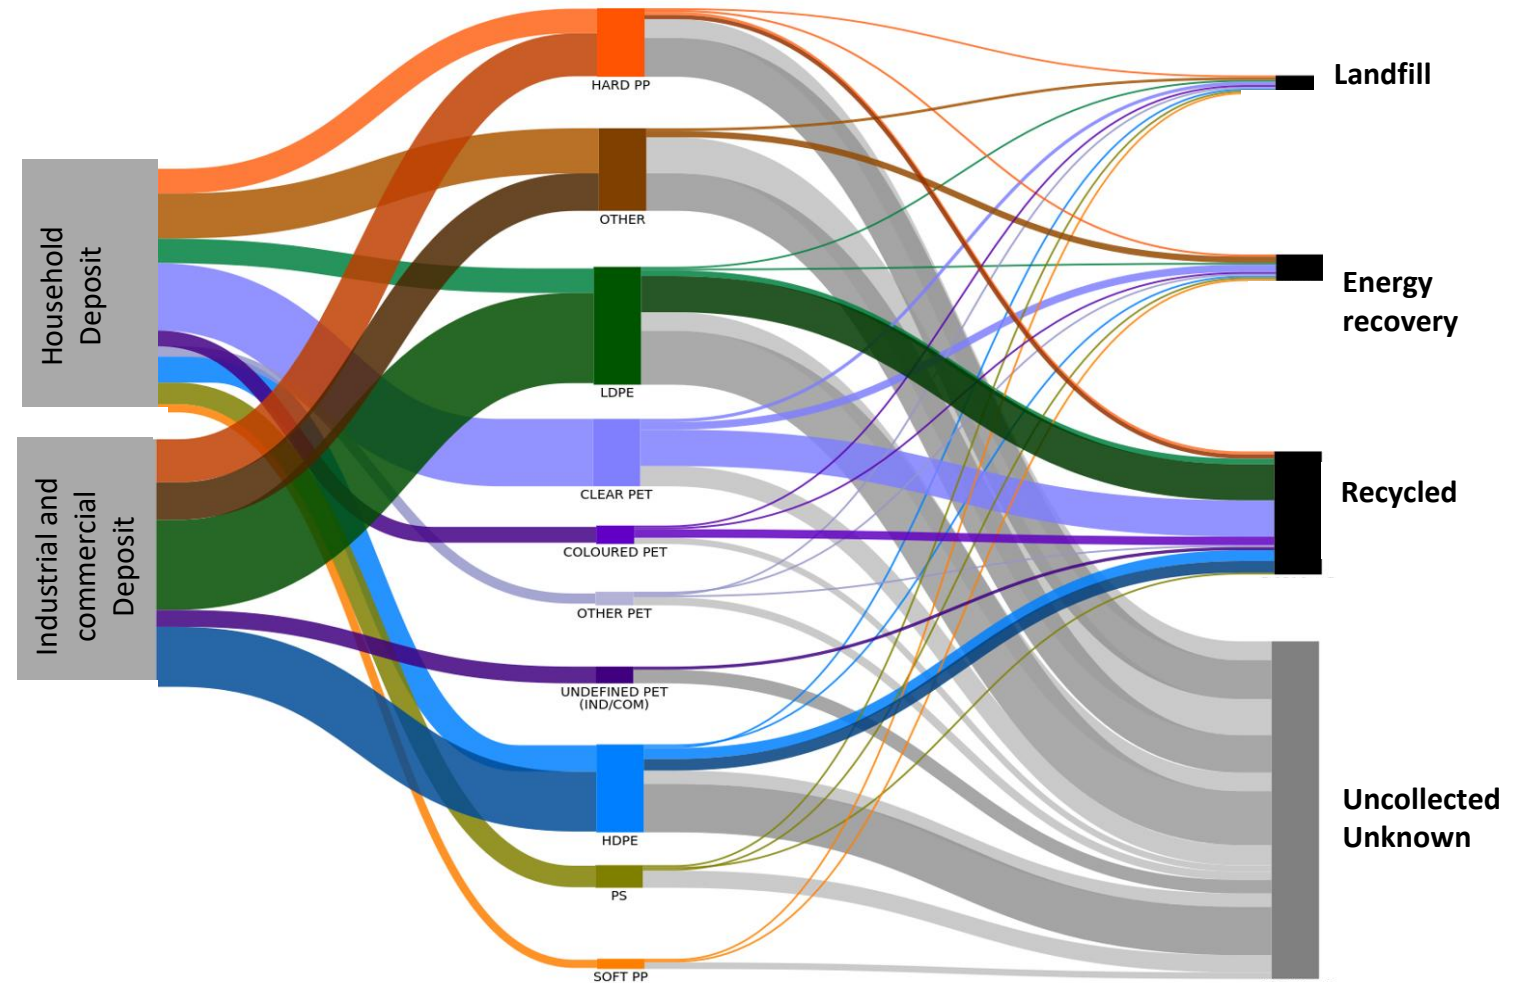 Household
Deposit
Industrial and
commercial
Deposit
HARD PP
OTHER
LDPE
CLEAR PET
COLOURED PET
OTHER PET
UNDEFINED PET
(IND/COM)
HDPE
PS
SOFT PP
Landfill
Energy
recovery
Recycled
Uncollected
Unknown